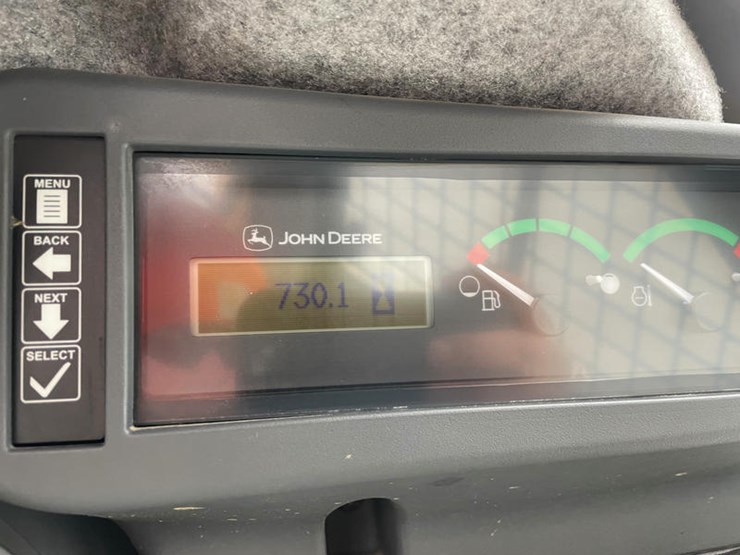 MENU
BACK
NEXT
SELECT
JOHN DEERE
730.1